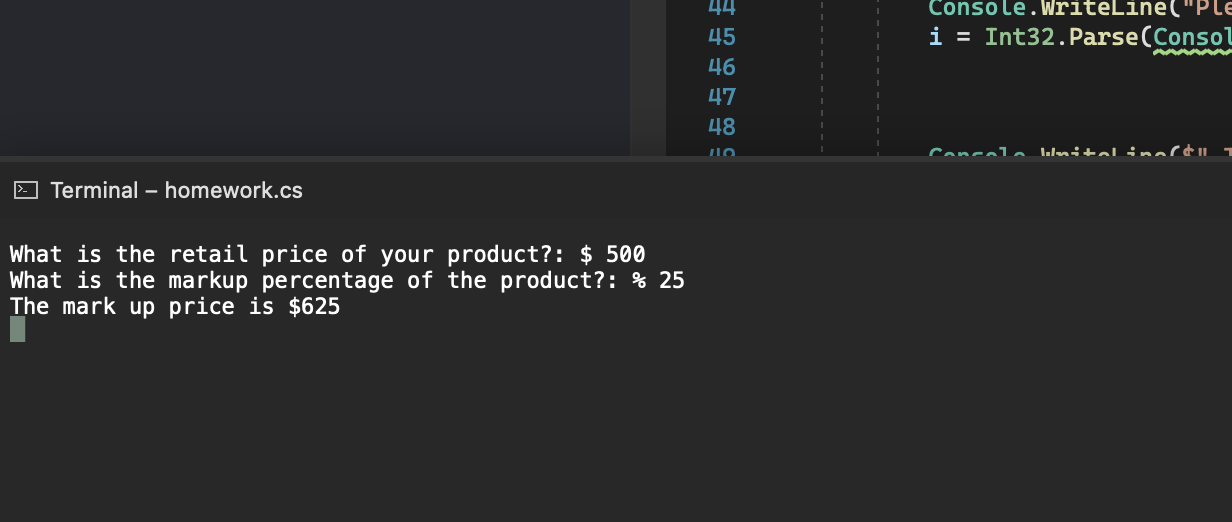 44 Console.WriteLine("Ple
45 i = Int32.Parse(Consol
46
47
48
49 Console.WriteLine($"
Terminal – homework.cs
What is the retail price of your product?: $ 500
What is the markup percentage of the product?: % 25
The mark up price is $625